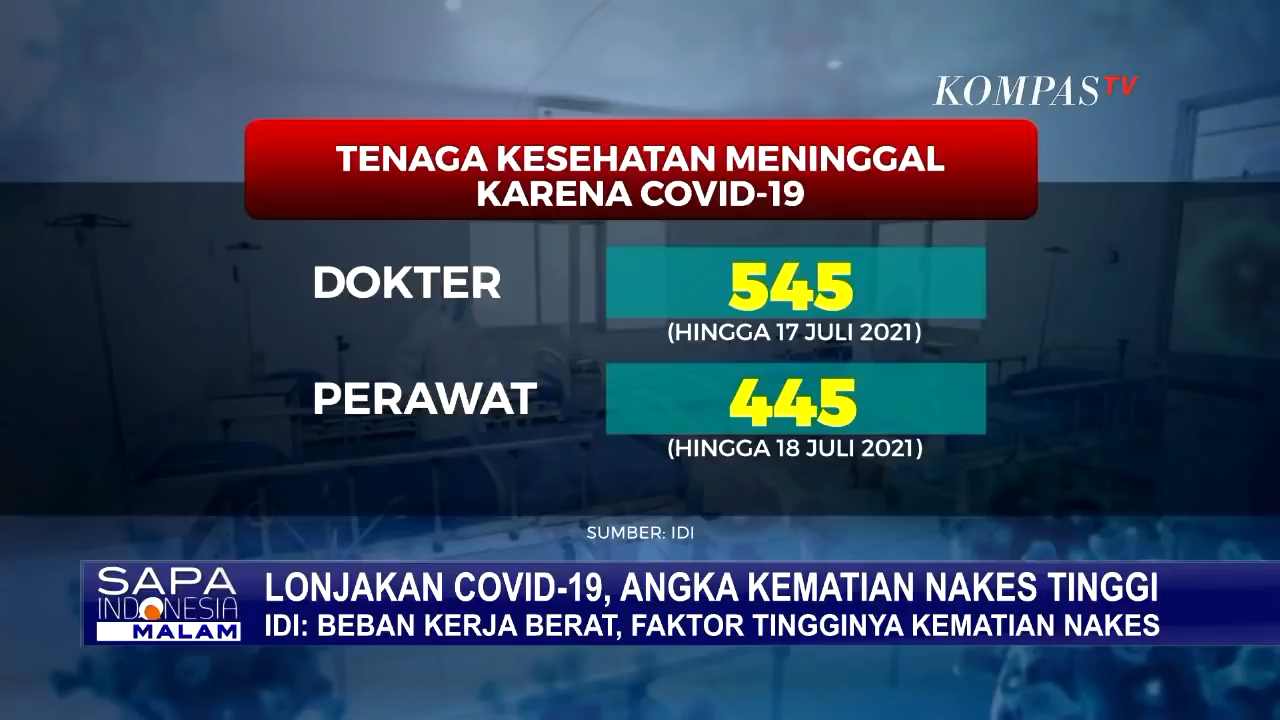 KOMPASTV
TENAGA KESEHATAN MENINGGAL
KARENA COVID-19
DOKTER
545
(HINGGA 17 JULI 2021)
PERAWAT
445
(HINGGA 18 JULI 2021)
SUMBER: IDI
SAPA
INDONESIA
MALAM
LONJAKAN COVID-19, ANGKA KEMATIAN NAKES TINGGI
IDI: BEBAN KERJA BERAT, FAKTOR TINGGINYA KEMATIAN NAKES